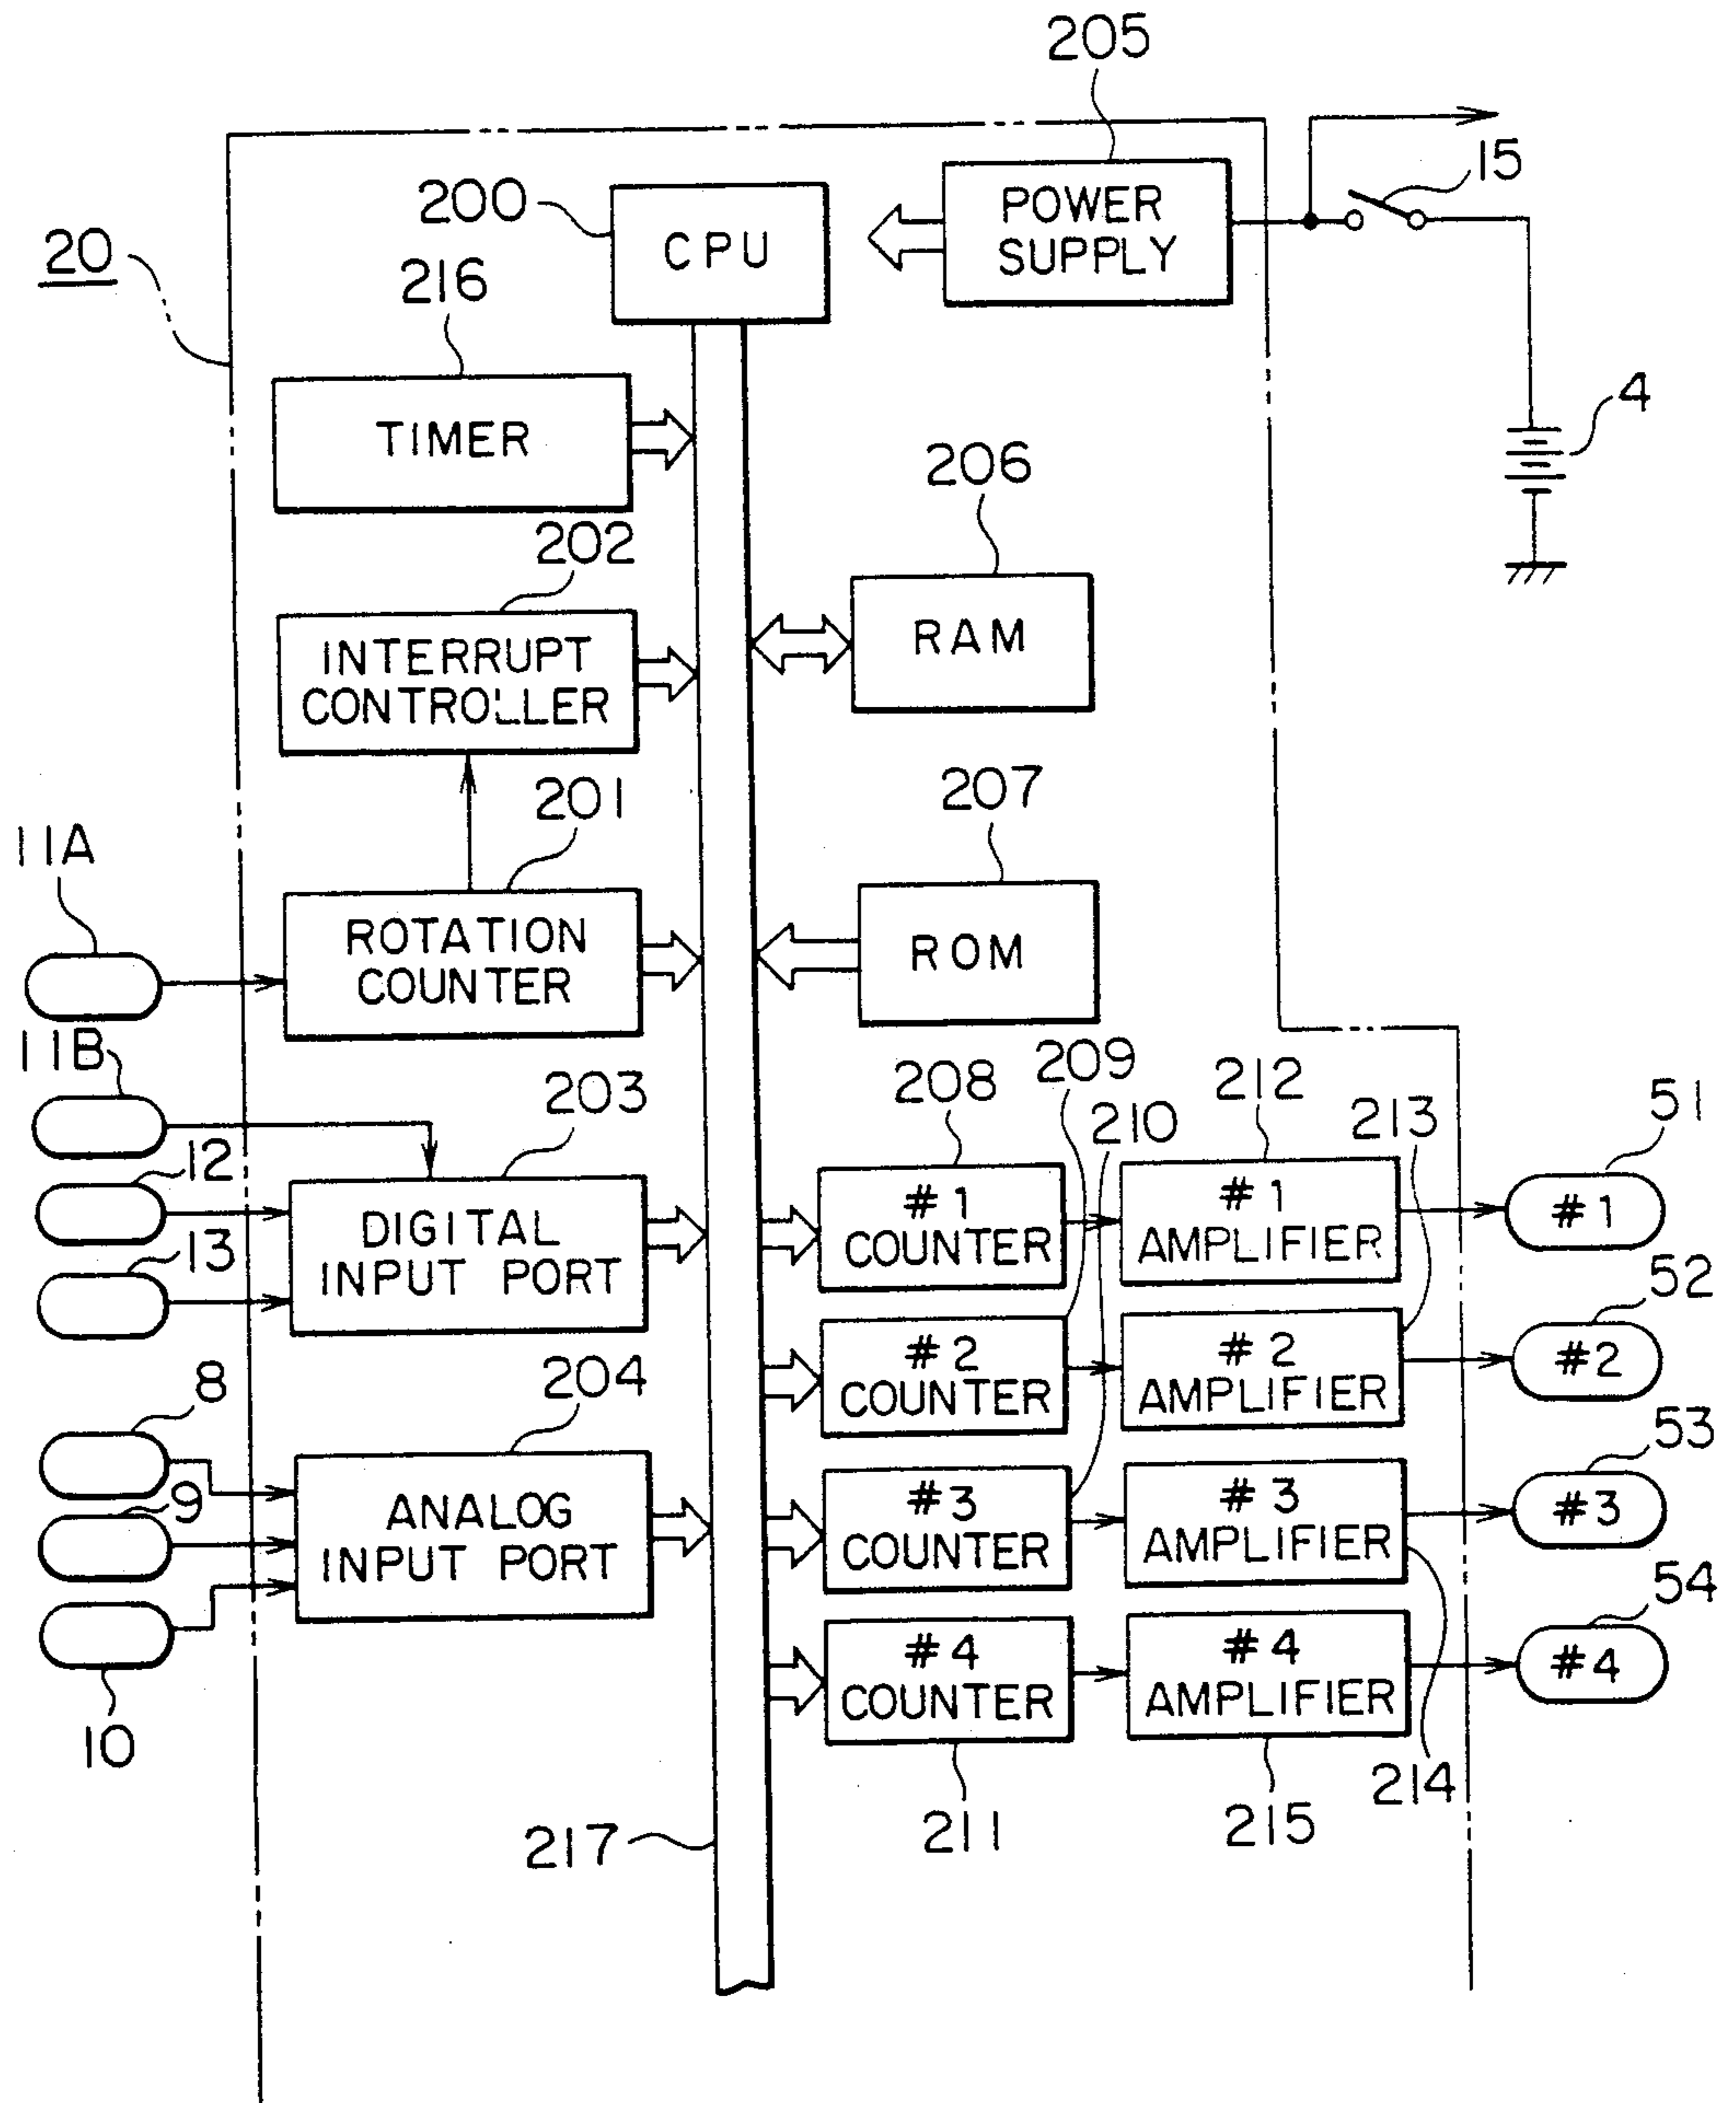 205
15
200
POWER
SUPPLY
CPU
20
216
4
TIMER
206
202
RAM
INTERRUPT
CONTROLLER
207
201
11A
ROTATION
COUNTER
ROM
11B
209
208
212
51
203
210
213
12
#1
COUNTER
#1
AMPLIFIER
#1
DIGITAL
INPUT PORT
13
52
#2
COUNTER
#2
AMPLIFIER
#2
8
204
53
9
ANALOG
INPUT PORT
#3
COUNTER
#3
AMPLIFIER
#3
54
#4
COUNTER
#4
AMPLIFIER
#4
10
214
211
215
217